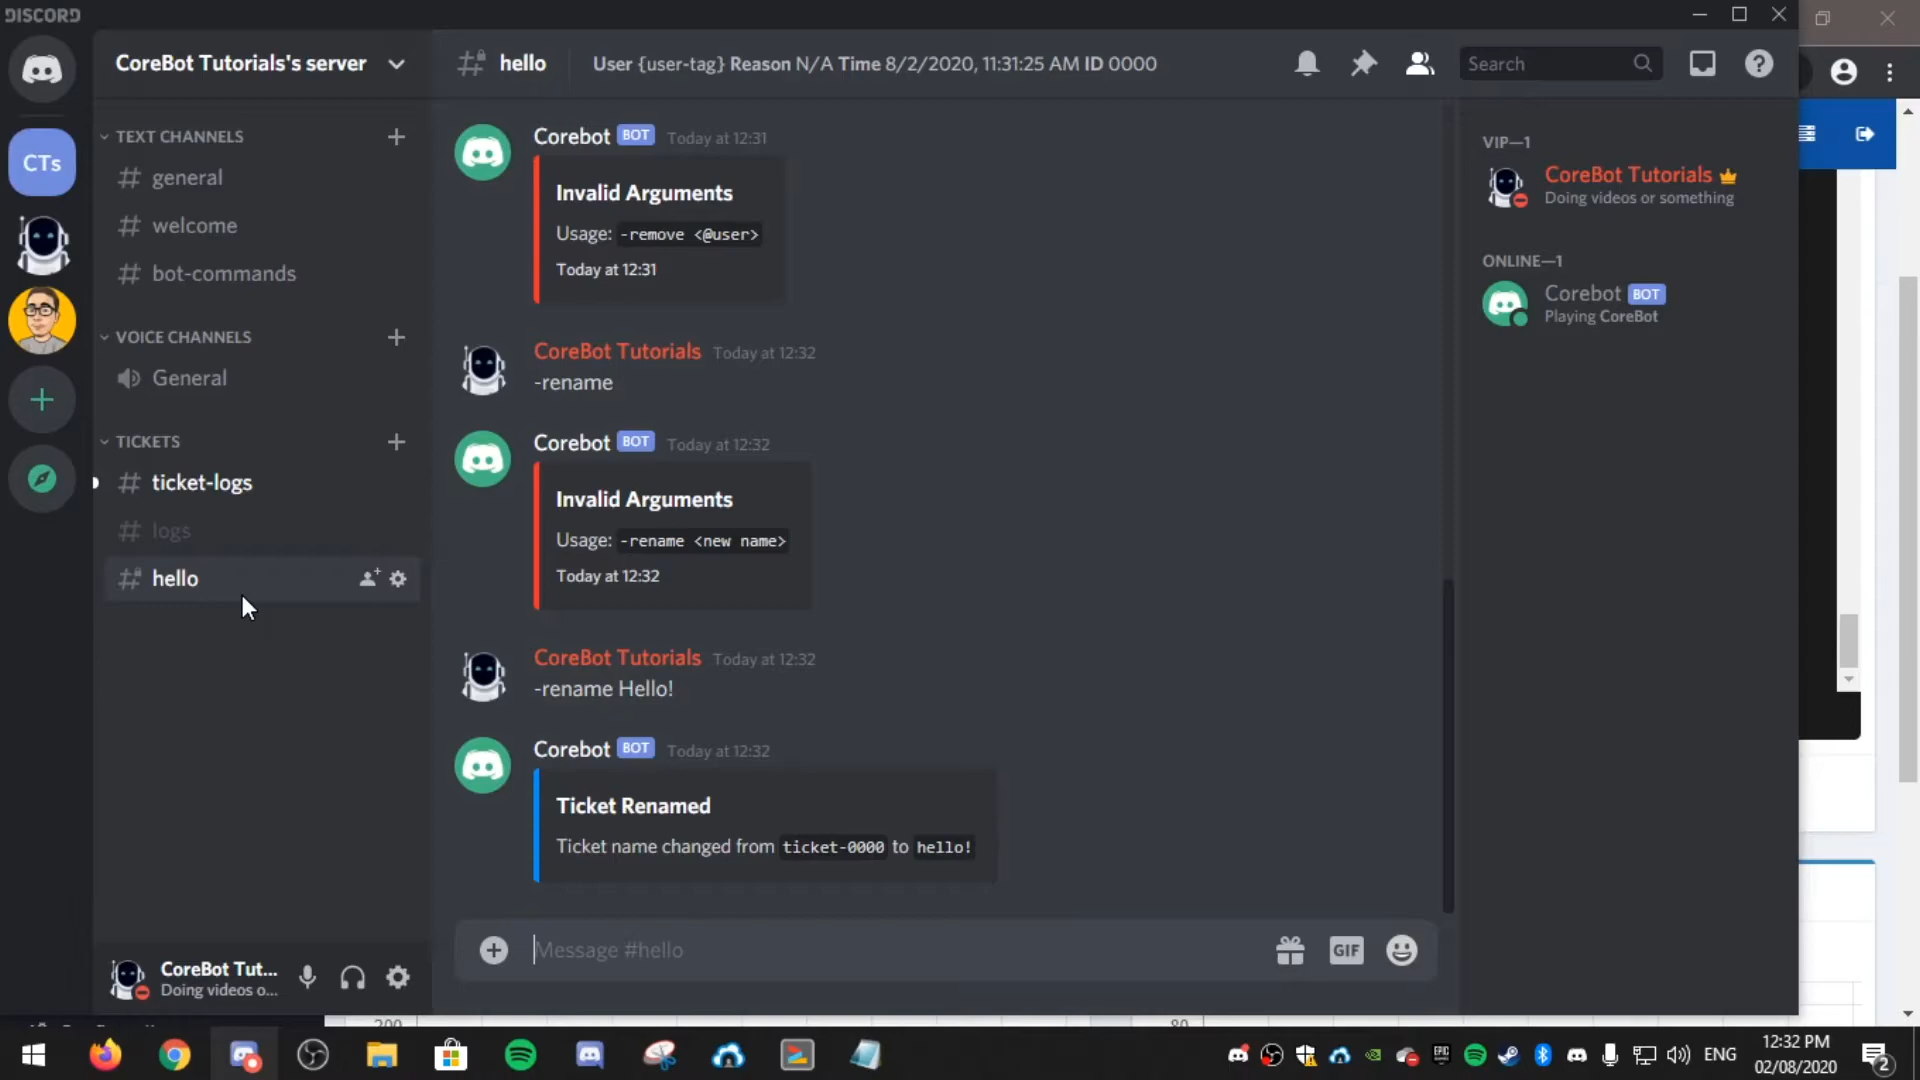 DISCORD
CTs
CoreBot Tutorials's server
TEXT CHANNELS
general
welcome
bot-commands
VOICE CHANNELS
General
TICKETS
ticket-logs
logs
hello
CoreBot Tut...
Doing videos o...
hello
User {user-tag} Reason N/A Time 8/2/2020, 11:31:25 AM ID 0000
Search
Corebot BOT Today at 12:31
Invalid Arguments
Usage: -remove <@user>
Today at 12:31
CoreBot Tutorials Today at 12:32
-rename
Corebot BOT Today at 12:32
Invalid Arguments
Usage: -rename <new name>
Today at 12:32
CoreBot Tutorials Today at 12:32
-rename Hello!
Corebot BOT Today at 12:32
Ticket Renamed
Ticket name changed from ticket-0000 to hello!
Message #hello
GIF
VIP—1
CoreBot Tutorials
Doing videos or something
ONLINE—1
Corebot BOT
Playing CoreBot
EPIC
ENG
12:32 PM
02/08/2020
2